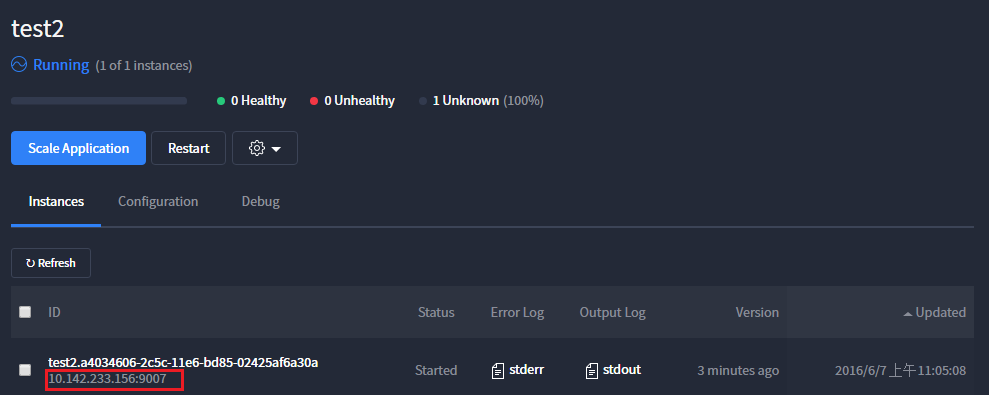 test2
Running (1 of 1 instances)
0 Healthy 0 Unhealthy 1 Unknown (100%)
Scale Application Restart
Instances Configuration Debug
Refresh
ID Status Error Log Output Log Version Updated
test2.a4034606-2c5c-11e6-bd85-02425af6a30a
10.142.233.156:9007 Started stderr stdout 3 minutes ago 2016/6/7 上午11:05:08